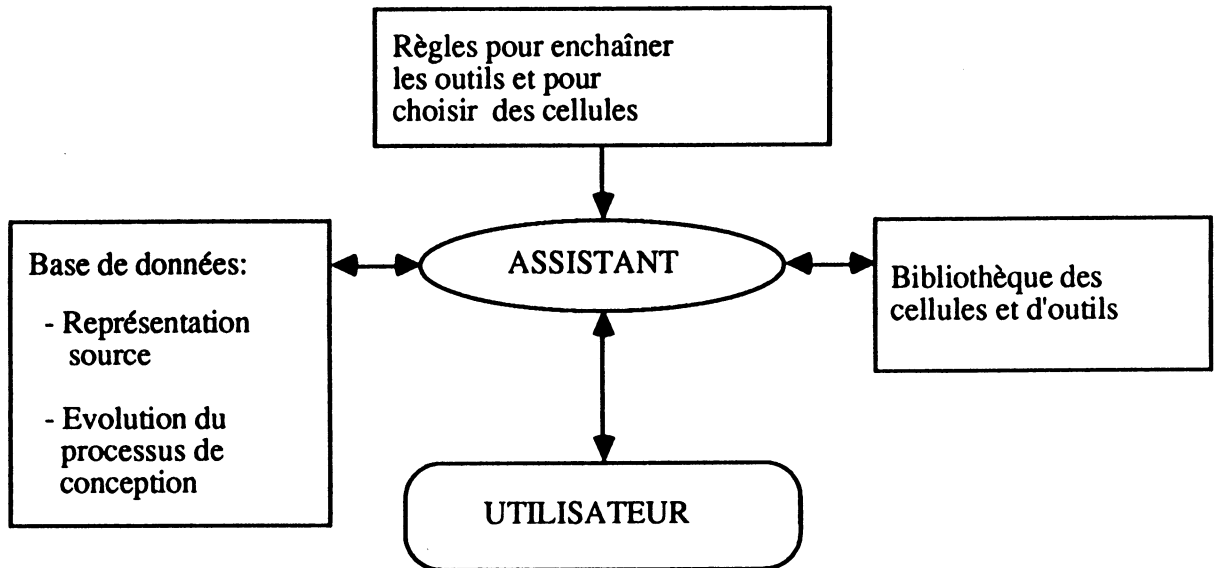 Règles pour enchaîner
les outils et pour
choisir des cellules
Base de données:
- Représentation
source
- Evolution du
processus de
conception
ASSISTANT
Bibliothèque des
cellules et d'outils
UTILISATEUR